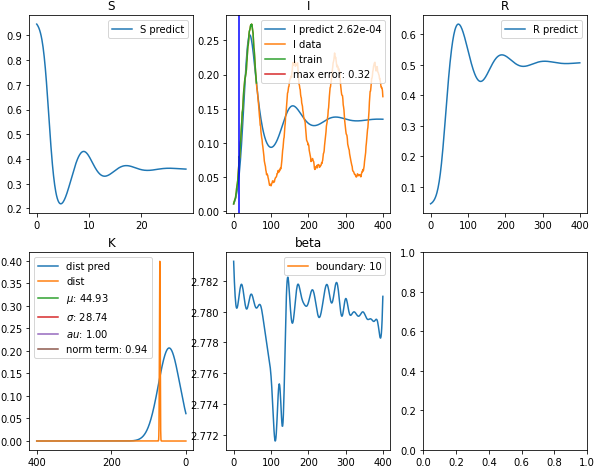 S
I
R
S predict
I predict 2.62e-04
I data
I train
max error: 0.32
R predict
0.9
0.8
0.7
0.6
0.5
0.4
0.3
0.2
0 10 20
0.25
0.20
0.15
0.10
0.05
0.00
0 100 200 300 400
0.6
0.5
0.4
0.3
0.2
0.1
0 100 200 300 400
K
beta
dist pred
dist
μ: 44.93
σ: 28.74
au: 1.00
norm term: 0.94
boundary: 10
0.40
0.35
0.30
0.25
0.20
0.15
0.10
0.05
0.00
400 200 0
2.782
2.780
2.778
2.776
2.774
2.772
0 100 200 300 400
1.0
0.8
0.6
0.4
0.2
0.0
0.0 0.2 0.4 0.6 0.8 1.0